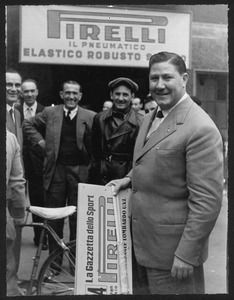 PIRELLI
IL PNEUMATICO
ELASTICO ROBUSTO S
La Gazzetta dello Sport
PIRELLI